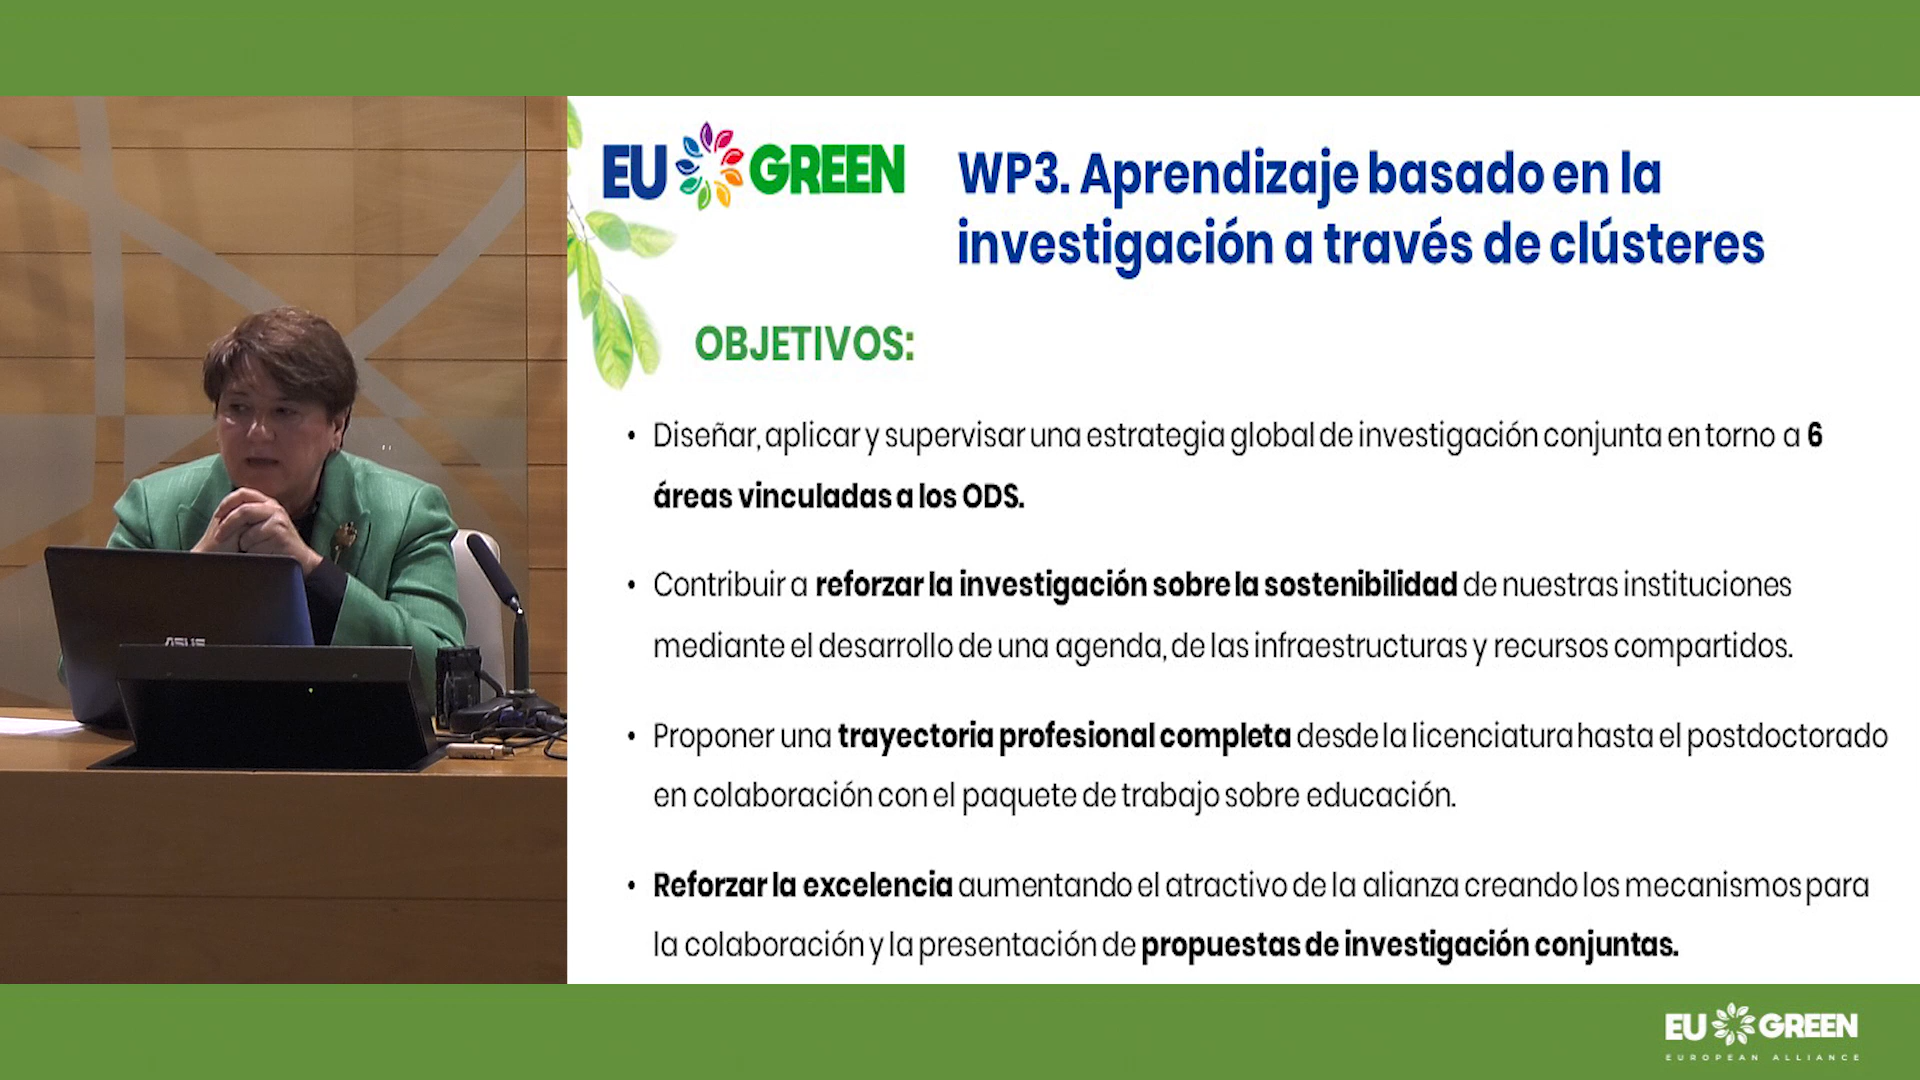 EU GREEN
WP3. Aprendizaje basado en la
investigación a través de clústeres
OBJETIVOS:
• Diseñar, aplicar y supervisar una estrategia global de investigación conjunta en torno a 6
áreas vinculadas a los ODS.
• Contribuir a reforzar la investigación sobre la sostenibilidad de nuestras instituciones
mediante el desarrollo de una agenda, de las infraestructuras y recursos compartidos.
• Proponer una trayectoria profesional completa desde la licenciatura hasta el postdoctorado
en colaboración con el paquete de trabajo sobre educación.
• Reforzar la excelencia aumentando el atractivo de la alianza creando los mecanismos para
la colaboración y la presentación de propuestas de investigación conjuntas.
ASUS
EU GREEN
EUROPEAN ALLIANCE